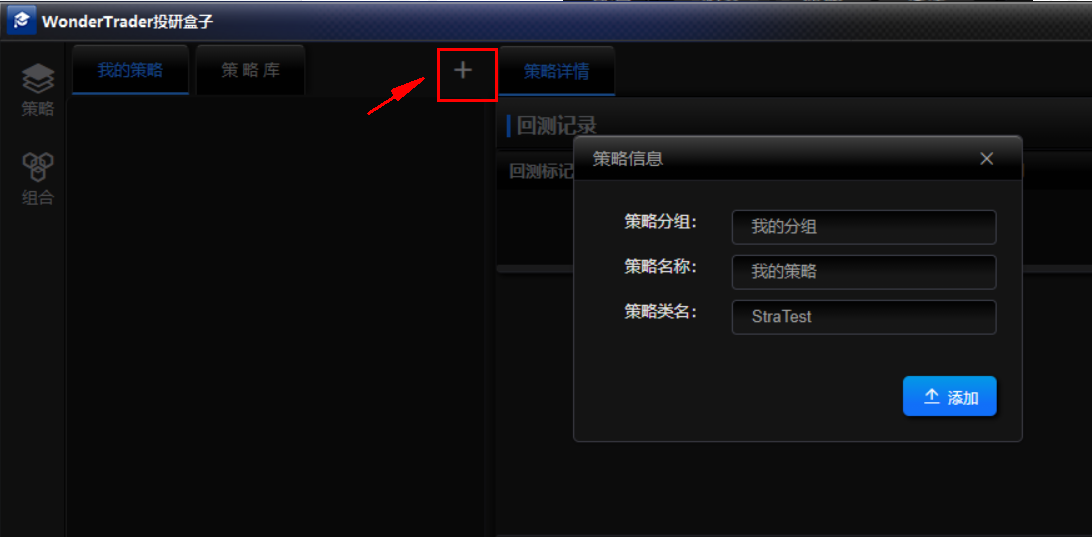 WonderTrader投研盒子
我的策略
策 略 库
+
策略详情
策略
组合
回测记录
回测标记
策略信息
策略分组：
我的分组
策略名称：
我的策略
策略类名：
StraTest
添加